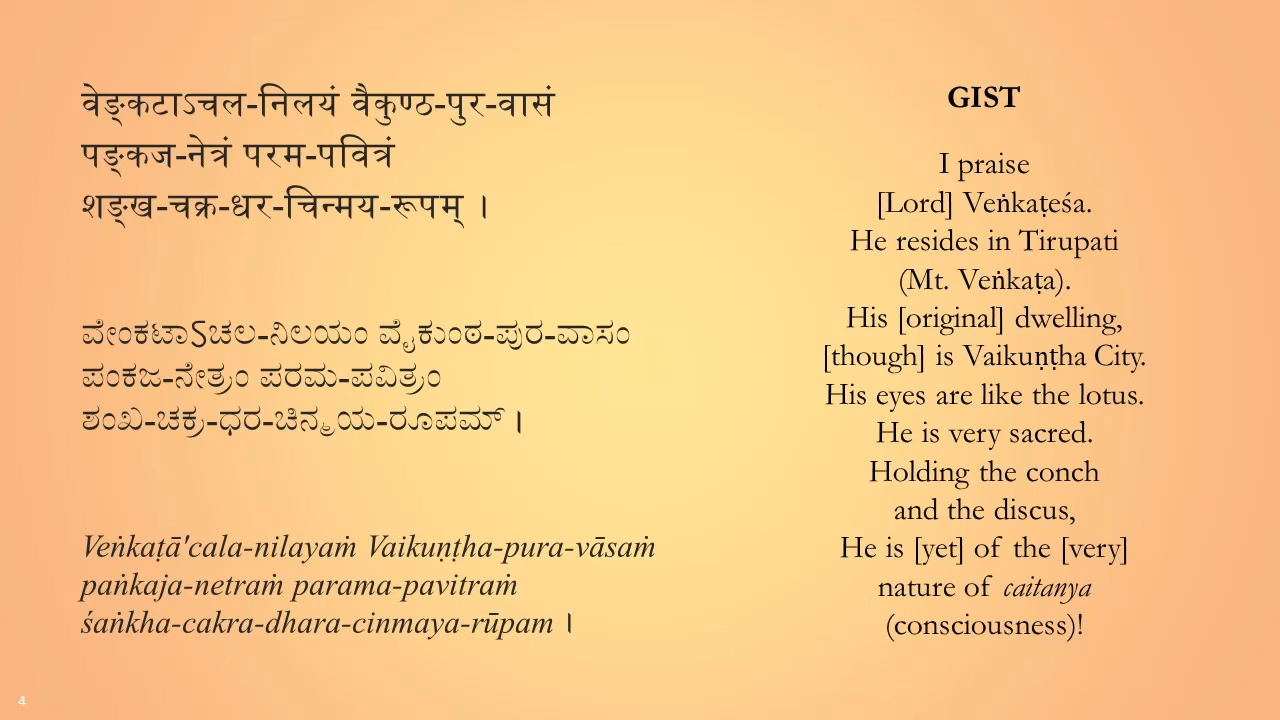 वेङ्कटाऽचल-निलयं वैकुण्ठ-पुर-वासं
पङ्कज-नेत्रं परम-पवित्रं
शङ्ख-चक्र-धर-चिन्मय-रूपम् ।
ವೇಂಕಟಾSಚಲ-ನಿಲಯಂ ವೈಕುಂಠ-ಪುರ-ವಾಸಂ
ಪಂಕಜ-ನೇತ್ರಂ ಪರಮ-ಪವಿತ್ರಂ
ಶಂಖ-ಚಕ್ರ-ಧರ-ಚಿನ್ಮಯ-ರೂಪಮ್ ।
Veṅkaṭā'cala-nilayaṁ Vaikuṇṭha-pura-vāsaṁ
paṅkaja-netraṁ parama-pavitraṁ
śaṅkha-cakra-dhara-cinmaya-rūpam ।
GIST
I praise
[Lord] Veṅkaṭeśa.
He resides in Tirupati
(Mt. Veṅkaṭa).
His [original] dwelling,
[though] is Vaikuṇṭha City.
His eyes are like the lotus.
He is very sacred.
Holding the conch
and the discus,
He is [yet] of the [very]
nature of caitanya
(consciousness)!
4